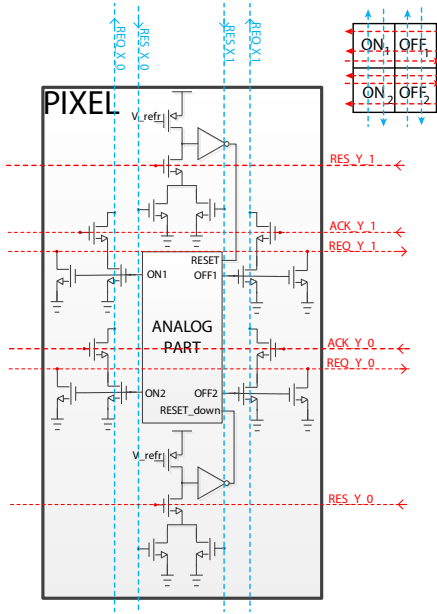 REQ_X_0
RES_X_0
RES_X_1
REQ_X_1
ON1 OFF1
ON2 OFF2
PIXEL
V_refr
RES_Y_1
ACK_Y_1
REQ_Y_1
RESET
ON1 OFF1
ANALOG
PART
ACK_Y_0
REQ_Y_0
ON2 OFF2
RESET_down
V_refr
RES_Y_0